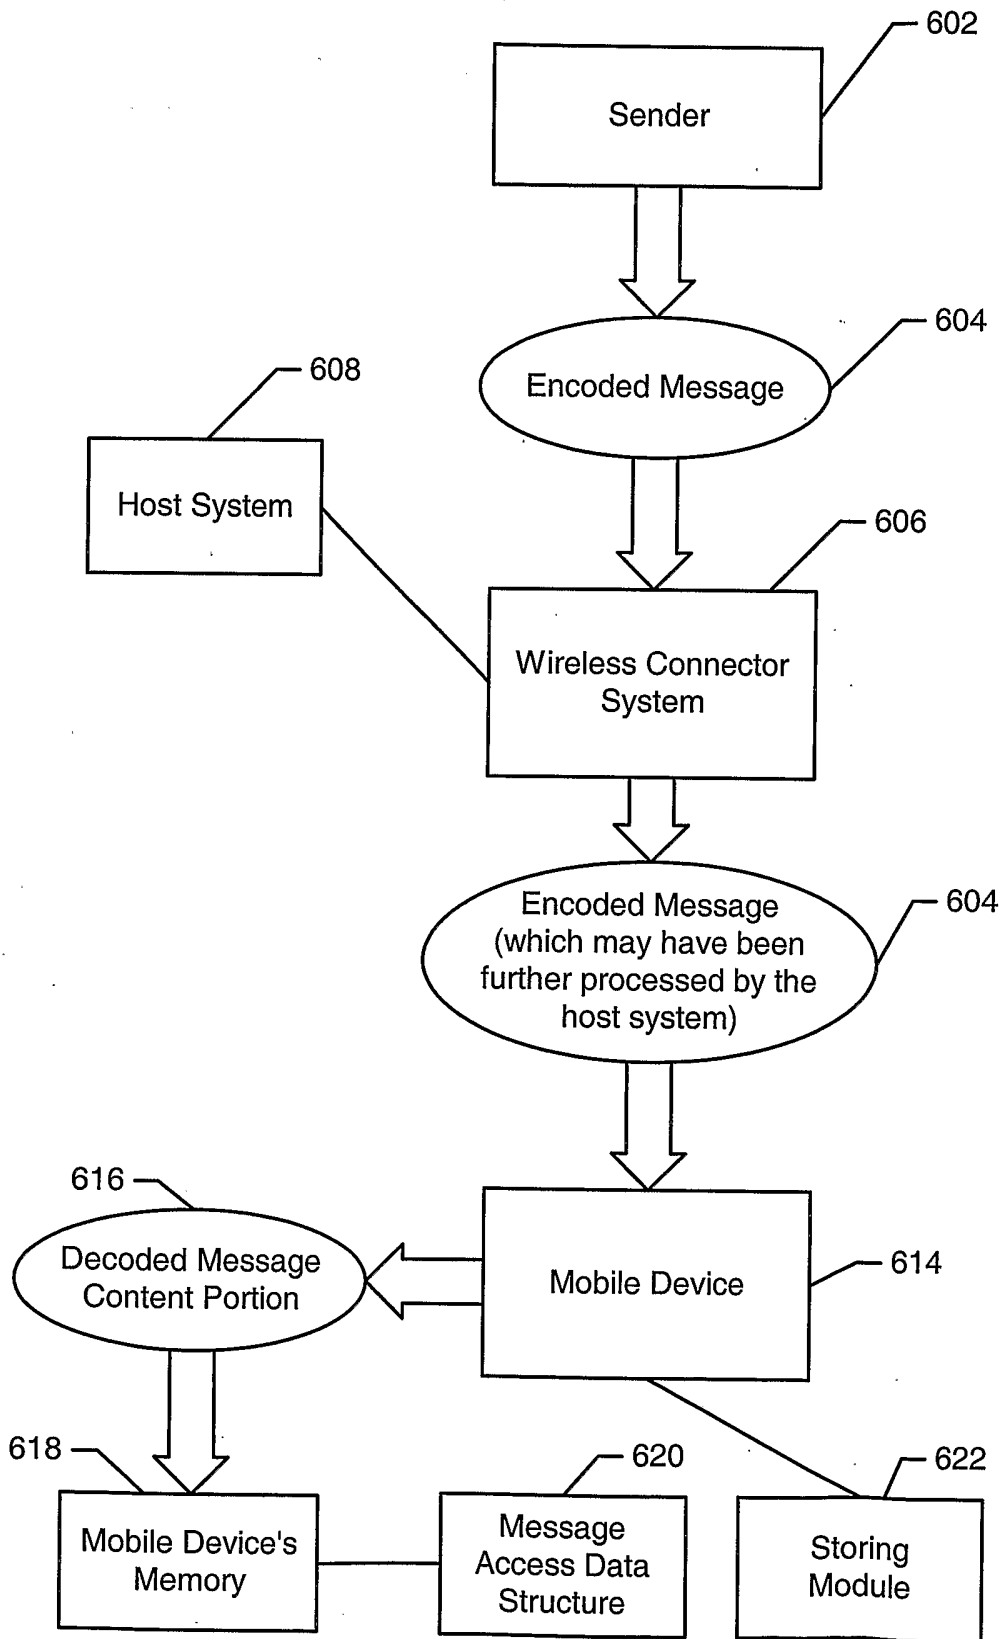 602
Sender
604
Encoded Message
608
Host System
606
Wireless Connector
System
604
Encoded Message
(which may have been
further processed by the
host system)
616
Decoded Message
Content Portion
Mobile Device
614
618
Mobile Device's
Memory
620
Message
Access Data
Structure
622
Storing
Module